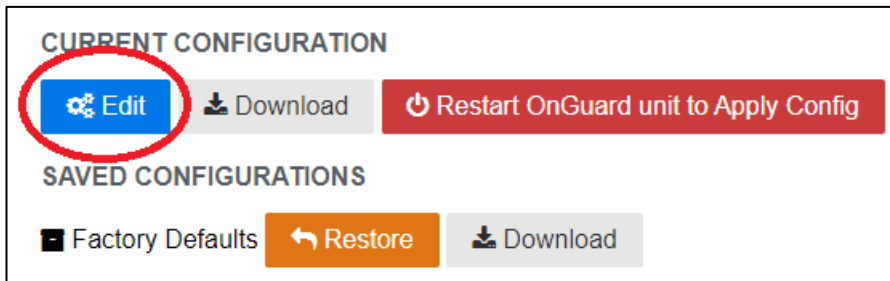 CURRENT CONFIGURATION
Edit Download Restart OnGuard unit to Apply Config
SAVED CONFIGURATIONS
Factory Defaults Restore Download